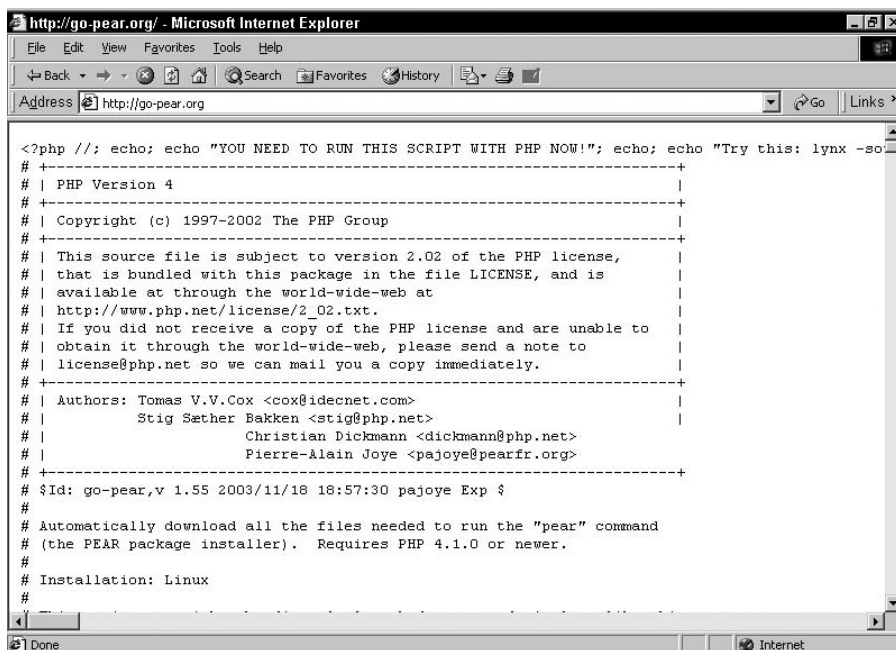 http://go-pear.org/ - Microsoft Internet Explorer
File Edit View Favorites Tools Help
Back Search Favorites History
Address http://go-pear.org Go Links
<?php //; echo; echo "YOU NEED TO RUN THIS SCRIPT WITH PHP NOW!"; echo; echo "Try this: lynx -so
# +----------------------------------------------------------------------+
# | PHP Version 4 |
# +----------------------------------------------------------------------+
# | Copyright (c) 1997-2002 The PHP Group |
# +----------------------------------------------------------------------+
# | This source file is subject to version 2.02 of the PHP license, |
# | that is bundled with this package in the file LICENSE, and is |
# | available at through the world-wide-web at |
# | http://www.php.net/license/2_02.txt. |
# | If you did not receive a copy of the PHP license and are unable to |
# | obtain it through the world-wide-web, please send a note to |
# | license@php.net so we can mail you a copy immediately. |
# +----------------------------------------------------------------------+
# | Authors: Tomas V.V.Cox <cox@idecnet.com> |
# | Stig Sæther Bakken <stig@php.net> |
# | Christian Dickmann <dickmann@php.net>
# | Pierre-Alain Joye <pajoye@pearfr.org>
# +----------------------------------------------------------------------+
# $Id: go-pear,v 1.55 2003/11/18 18:57:30 pajoye Exp $
#
# Automatically download all the files needed to run the "pear" command
# (the PEAR package installer). Requires PHP 4.1.0 or newer.
#
# Installation: Linux
#
Done Internet